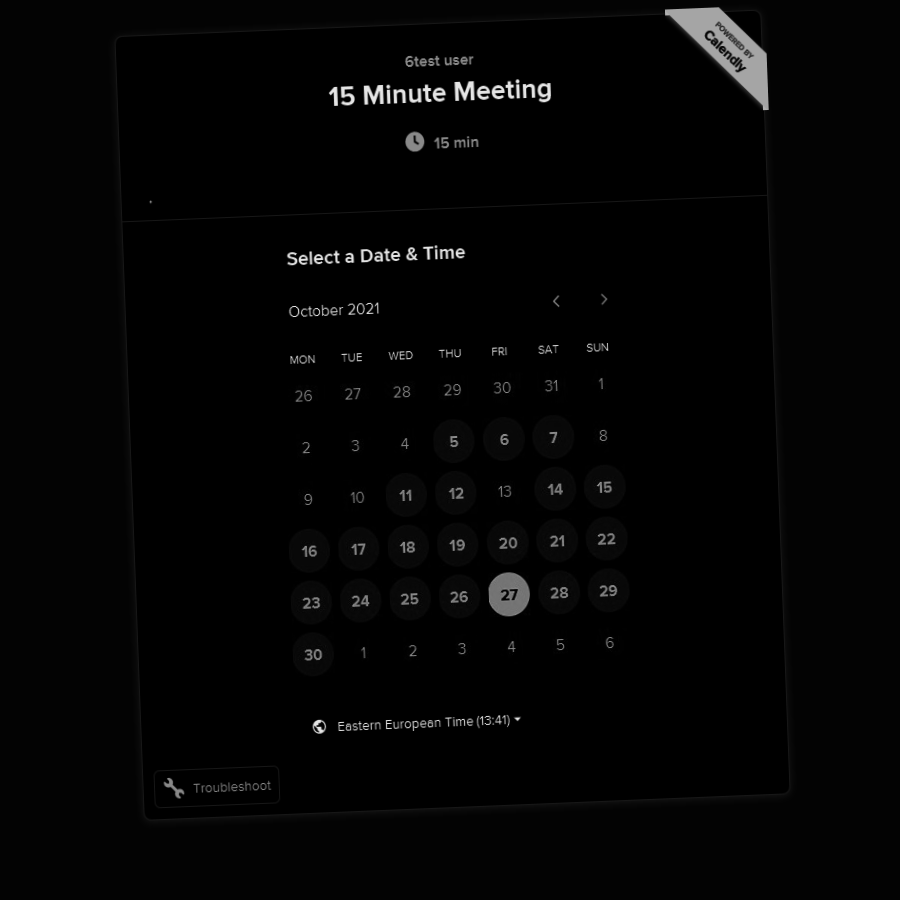 POWERED BY
Calendly
6test user
15 Minute Meeting
15 min
Select a Date & Time
October 2021
MON TUE WED THU FRI SAT SUN
26 27 28 29 30 31 1
2 3 4 5 6 7 8
9 10 11 12 13 14 15
16 17 18 19 20 21 22
23 24 25 26 27 28 29
30 1 2 3 4 5 6
Eastern European Time (13:41)
Troubleshoot